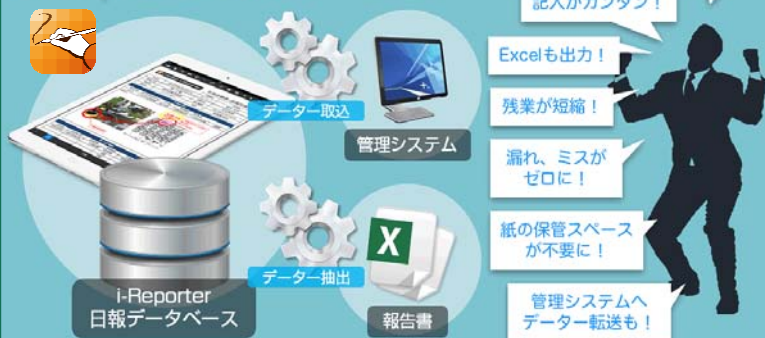 記入がカンタン！
Excelも出力！
データー取込
残業が短縮！
管理システム
漏れ、ミスが
ゼロに！
紙の保管スペース
が不要に！
X
データー抽出
i-Reporter
日報データベース
報告書
管理システムへ
データー転送も！